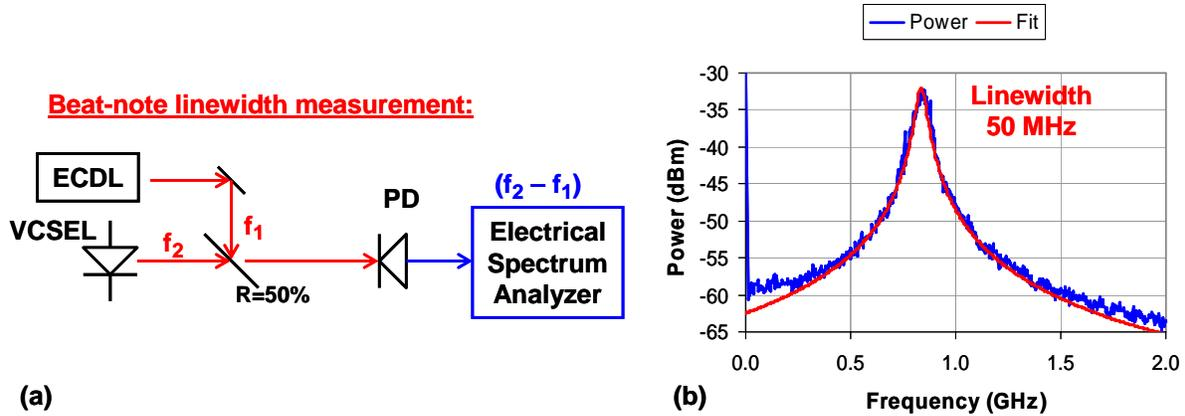 Beat-note linewidth measurement:
ECDL
VCSEL
f2
f1
R=50%
PD
(f2 – f1)
Electrical
Spectrum
Analyzer
(a)
Power
Fit
Linewidth
50 MHz
-30
-35
-40
-45
-50
-55
-60
-65
Power (dBm)
0.0
0.5
1.0
1.5
2.0
Frequency (GHz)
(b)